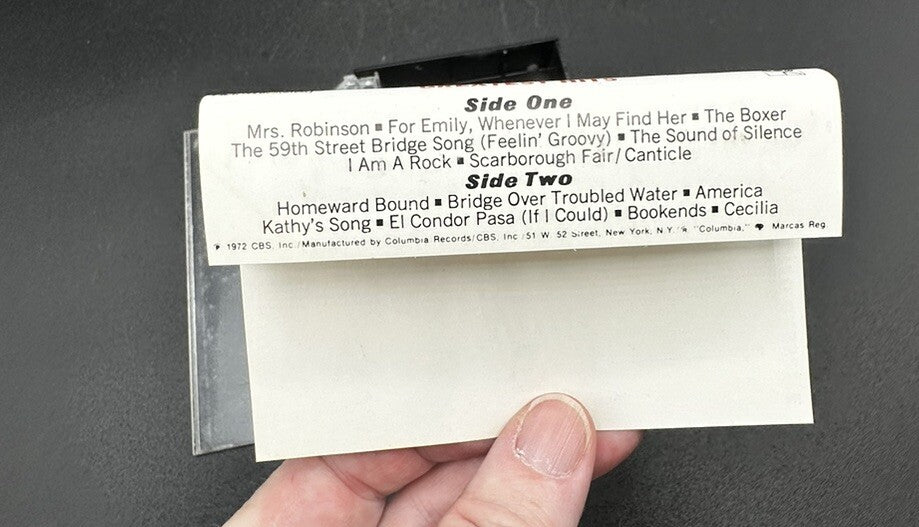 Side One
Mrs. Robinson ▪ For Emily, Whenever I May Find Her ▪ The Boxer
The 59th Street Bridge Song (Feelin' Groovy) ▪ The Sound of Silence
I Am A Rock ▪ Scarborough Fair/Canticle
Side Two
Homeward Bound ▪ Bridge Over Troubled Water ▪ America
Kathy's Song ▪ El Condor Pasa (If I Could) ▪ Bookends ▪ Cecilia
℗ 1972 CBS, Inc./Manufactured by Columbia Records/CBS, Inc./51 W. 52 Street, New York, N.Y./® "Columbia," Marcas Reg.